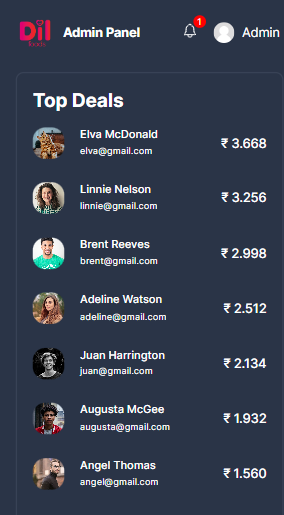 Dil
Admin Panel
1
Admin
Top Deals
Elva McDonald
elva@gmail.com
₹ 3.668
Linnie Nelson
linnie@gmail.com
₹ 3.256
Brent Reeves
brent@gmail.com
₹ 2.998
Adeline Watson
adeline@gmail.com
₹ 2.512
Juan Harrington
juan@gmail.com
₹ 2.134
Augusta McGee
augusta@gmail.com
₹ 1.932
Angel Thomas
angel@gmail.com
₹ 1.560